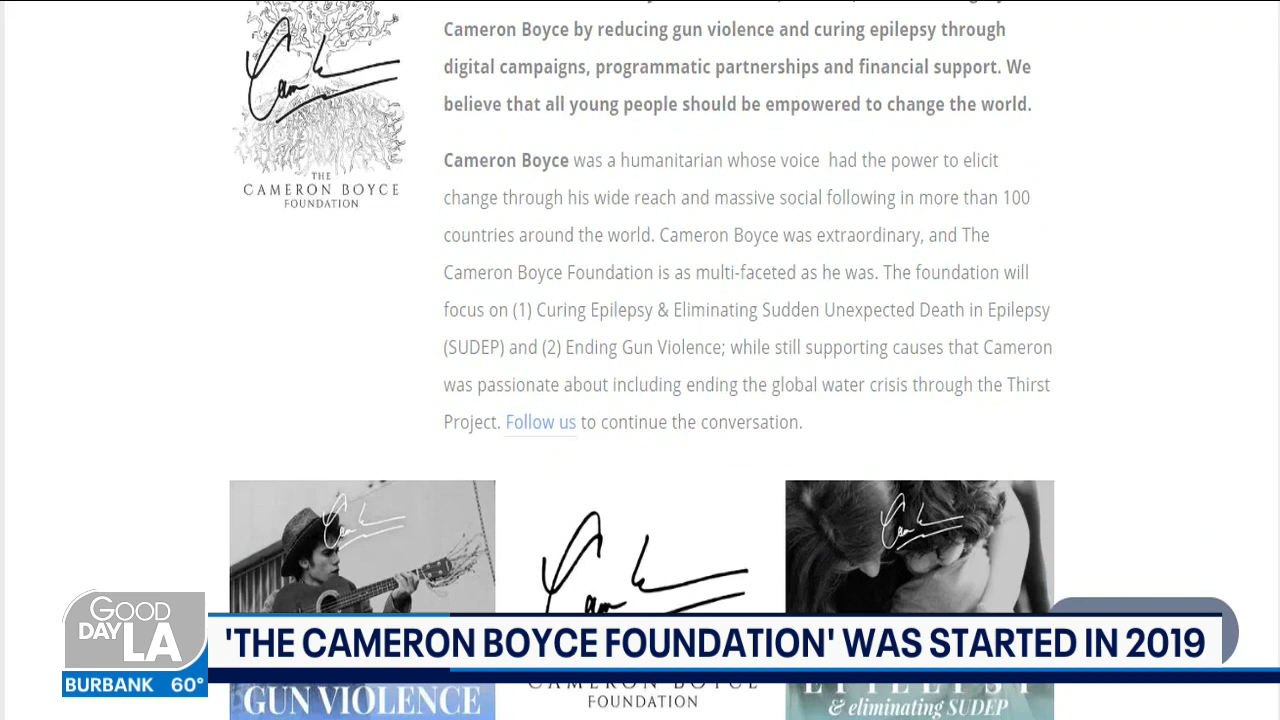 Cameron Boyce by reducing gun violence and curing epilepsy through
digital campaigns, programmatic partnerships and financial support. We
believe that all young people should be empowered to change the world.
Cam
THE
CAMERON BOYCE
FOUNDATION
Cameron Boyce was a humanitarian whose voice had the power to elicit
change through his wide reach and massive social following in more than 100
countries around the world. Cameron Boyce was extraordinary, and The
Cameron Boyce Foundation is as multi-faceted as he was. The foundation will
focus on (1) Curing Epilepsy & Eliminating Sudden Unexpected Death in Epilepsy
(SUDEP) and (2) Ending Gun Violence; while still supporting causes that Cameron
was passionate about including ending the global water crisis through the Thirst
Project. Follow us to continue the conversation.
Cam
Cam
Cam
GOOD
DAY LA
'THE CAMERON BOYCE FOUNDATION' WAS STARTED IN 2019
BURBANK 60°
GUN VIOLENCE
CAMERON BOYCE
FOUNDATION
EPILEPSY
& eliminating SUDEP